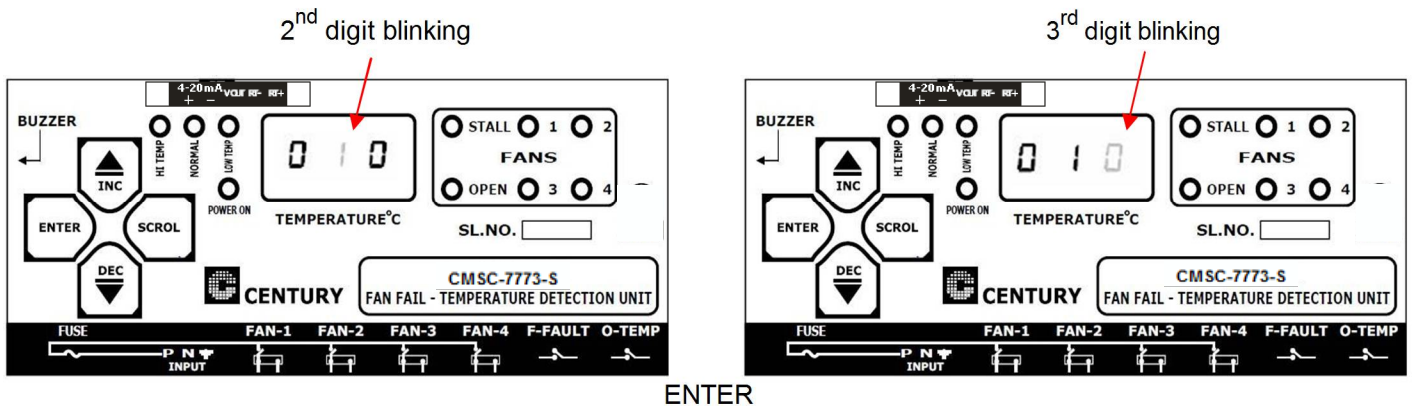 2nd digit blinking
4-20mA VOUT RT- RT+
+ -
BUZZER
HI TEMP
NORMAL
LOW TEMP
POWER ON
INC
ENTER
SCROL
DEC
0 1 0
TEMPERATURE°C
STALL 1 2
FANS
OPEN 3 4
SL.NO.
C CENTURY
CMSC-7773-S
FAN FAIL - TEMPERATURE DETECTION UNIT
FUSE FAN-1 FAN-2 FAN-3 FAN-4 F-FAULT O-TEMP
P N
INPUT
3rd digit blinking
4-20mA VOUT RT- RT+
+ -
BUZZER
HI TEMP
NORMAL
LOW TEMP
POWER ON
INC
ENTER
SCROL
DEC
0 1 0
TEMPERATURE°C
STALL 1 2
FANS
OPEN 3 4
SL.NO.
C CENTURY
CMSC-7773-S
FAN FAIL - TEMPERATURE DETECTION UNIT
FUSE FAN-1 FAN-2 FAN-3 FAN-4 F-FAULT O-TEMP
P N
INPUT
ENTER